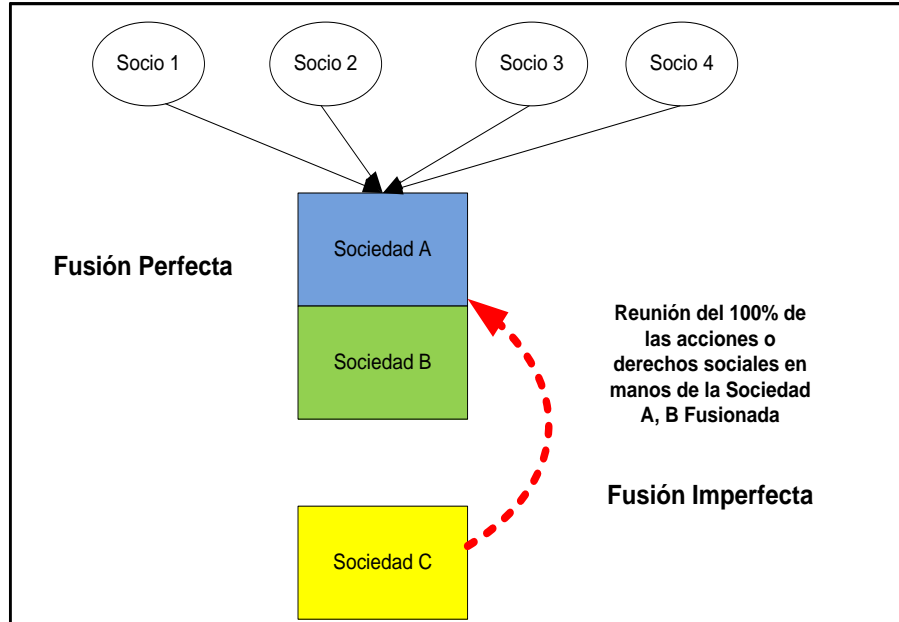 Socio 1
Socio 2
Socio 3
Socio 4
Sociedad A
Fusión Perfecta
Sociedad B
Reunión del 100% de
las acciones o
derechos sociales en
manos de la Sociedad
A, B Fusionada
Fusión Imperfecta
Sociedad C